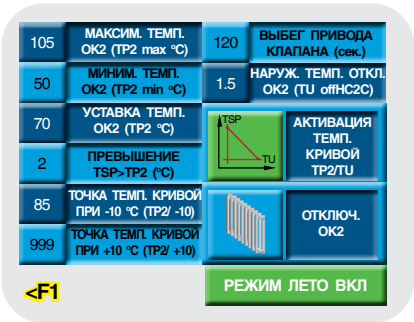 105
МАКСИМ. ТЕМП.
ОК2 (TP2 max °C)
50
МИНИМ. ТЕМП.
ОК2 (TP2 min °C)
70
УСТАВКА ТЕМП.
ОК2 (TP2 °C)
2
ПРЕВЫШЕНИЕ
TSP>TP2 (°C)
85
ТОЧКА ТЕМП. КРИВОЙ
ПРИ -10 °C (TP2/ -10)
999
ТОЧКА ТЕМП. КРИВОЙ
ПРИ +10 °C (TP2/ +10)
<F1
120
ВЫБЕГ ПРИВОДА
КЛАПАНА (сек.)
1.5
НАРУЖ. ТЕМП. ОТКЛ.
ОК2 (TU offHC2C)
TSP
TU
АКТИВАЦИЯ
ТЕМП.
КРИВОЙ
TP2/TU
ОТКЛЮЧ.
ОК2
РЕЖИМ ЛЕТО ВКЛ